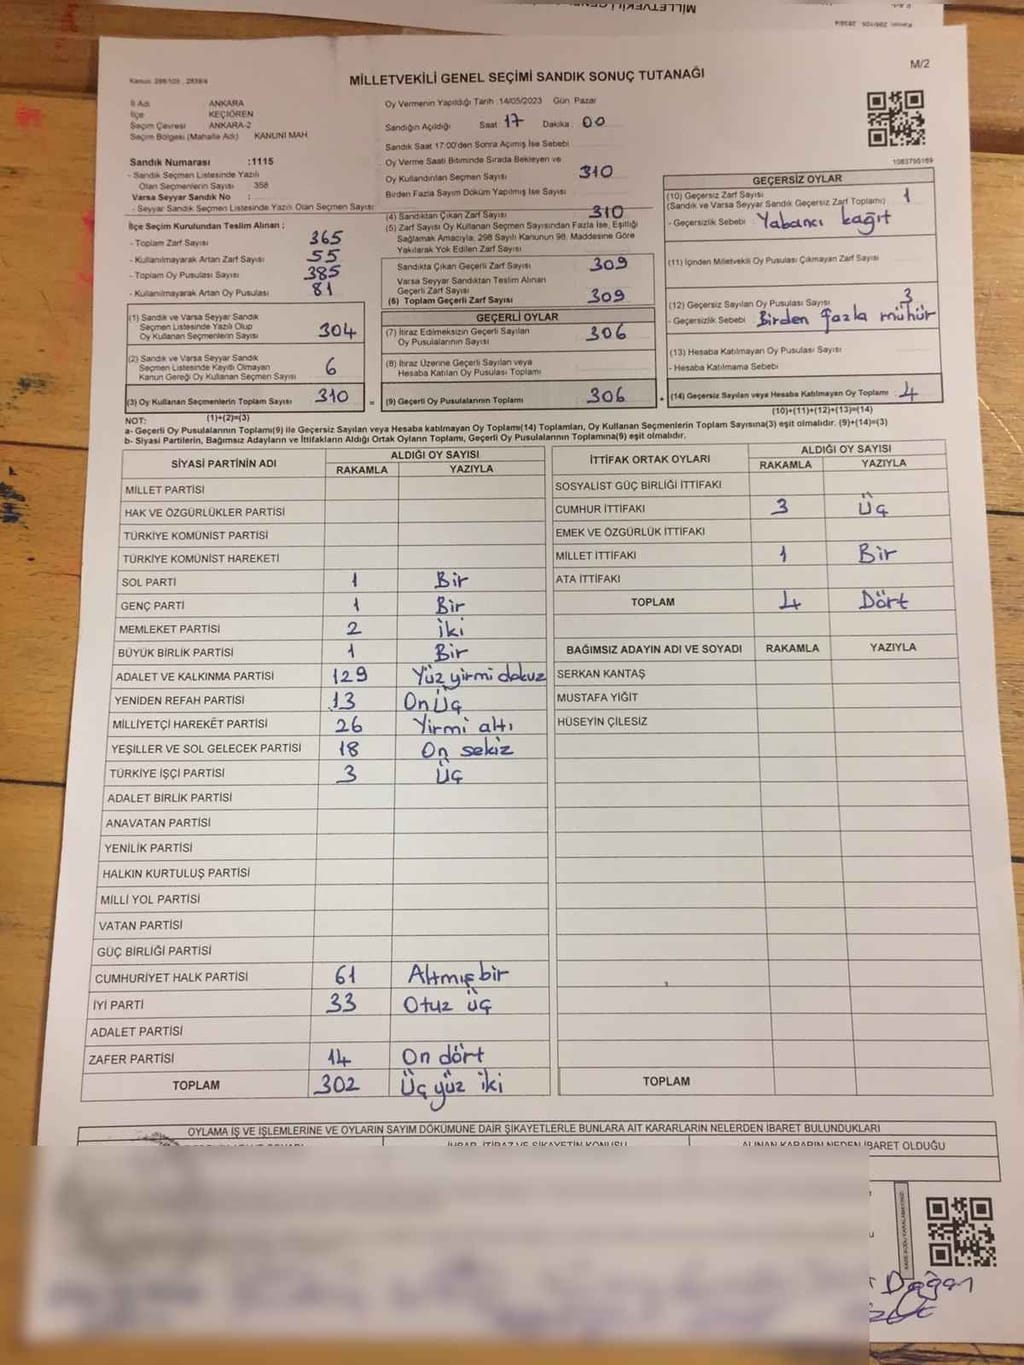 MİLLETVEKİLİ GENEL SEÇİMİ SANDIK SONUÇ TUTANAĞI
M/2
İl Adı ANKARA
İlçe KEÇİÖREN
Seçim Çevresi ANKARA-2
Seçim Bölgesi (Mahalle Adı) KANUNİ MAH
Sandık Numarası :1115
- Sandık Seçmen Listesinde Yazılı
Olan Seçmenlerin Sayısı 358
Varsa Seyyar Sandık No :
- Seyyar Sandık Seçmen Listesinde Yazılı Olan Seçmen Sayısı
İlçe Seçim Kurulundan Teslim Alınan ;
- Toplam Zarf Sayısı 365
- Kullanılmayarak Artan Zarf Sayısı 55
- Toplam Oy Pusulası Sayısı 385
- Kullanılmayarak Artan Oy Pusulası 81
(1) Sandık ve Varsa Seyyar Sandık
Seçmen Listesinde Yazılı Olup
Oy Kullanan Seçmenlerin Sayısı 304
(2) Sandık ve Varsa Seyyar Sandık
Seçmen Listesinde Kayıtlı Olmayan
Kanun Gereği Oy Kullanan Seçmen Sayısı 6
(3) Oy Kullanan Seçmenlerin Toplam Sayısı 310 =
(1)+(2)=(3)
Oy Vermenin Yapıldığı Tarih :14/05/2023 Gün Pazar
Sandığın Açıldığı Saat 17 Dakika 00
Sandık Saat 17:00'den Sonra Açımış İse Sebebi
Oy Verme Saati Bitiminde Sırada Bekleyen ve
Oy Kullandırılan Seçmen Sayısı 310
Birden Fazla Sayım Döküm Yapılmış İse Sayısı
(4) Sandıktan Çıkan Zarf Sayısı 310
(5) Zarf Sayısı Oy Kullanan Seçmen Sayısından Fazla İse, Eşitliği
Sağlamak Amacıyla, 298 Sayılı Kanunun 98. Maddesine Göre
Yakılarak Yok Edilen Zarf Sayısı
Sandıkta Çıkan Geçerli Zarf Sayısı 309
Varsa Seyyar Sandıktan Teslim Alınan
Geçerli Zarf Sayısı
(6) Toplam Geçerli Zarf Sayısı 309
GEÇERLİ OYLAR
(7) İtiraz Edilmeksizin Geçerli Sayılan
Oy Pusulalarının Sayısı 306
(8) İtiraz Üzerine Geçerli Sayılan veya
Hesaba Katılan Oy Pusulası Toplamı
(9) Geçerli Oy Pusulalarının Toplamı 306 +
1083795169
GEÇERSİZ OYLAR
(10) Geçersiz Zarf Sayısı 1
(Sandık ve Varsa Seyyar Sandık Geçersiz Zarf Toplamı)
- Geçersizlik Sebebi Yabancı kağıt
(11) İçinden Milletvekili Oy Pusulası Çıkmayan Zarf Sayısı
(12) Geçersiz Sayılan Oy Pusulası Sayısı 3
- Geçersizlik Sebebi Birden fazla mühür
(13) Hesaba Katılmayan Oy Pusulası Sayısı
- Hesaba Katılmama Sebebi
(14) Geçersiz Sayılan veya Hesaba Katılmayan Oy Toplamı 4
(10)+(11)+(12)+(13)=(14)
NOT:
a- Geçerli Oy Pusulalarının Toplamı(9) ile Geçersiz Sayılan veya Hesaba katılmayan Oy Toplamı(14) Toplamları, Oy Kullanan Seçmenlerin Toplam Sayısına(3) eşit olmalıdır. (9)+(14)=(3)
b- Siyasi Partilerin, Bağımsız Adayların ve İttifakların Aldığı Ortak Oyların Toplamı, Geçerli Oy Pusulalarının Toplamına(9) eşit olmalıdır.
SİYASİ PARTİNİN ADI ALDIĞI OY SAYISI
RAKAMLA YAZIYLA
MİLLET PARTİSİ
HAK VE ÖZGÜRLÜKLER PARTİSİ
TÜRKİYE KOMÜNİST PARTİSİ
TÜRKİYE KOMÜNİST HAREKETİ
SOL PARTİ 1 Bir
GENÇ PARTİ 1 Bir
MEMLEKET PARTİSİ 2 iki
BÜYÜK BİRLİK PARTİSİ 1 Bir
ADALET VE KALKINMA PARTİSİ 129 Yüz yirmi dokuz
YENİDEN REFAH PARTİSİ 13 On üç
MİLLİYETÇİ HAREKET PARTİSİ 26 Yirmi altı
YEŞİLLER VE SOL GELECEK PARTİSİ 18 On sekiz
TÜRKİYE İŞÇİ PARTİSİ 3 Üç
ADALET BİRLİK PARTİSİ
ANAVATAN PARTİSİ
YENİLİK PARTİSİ
HALKIN KURTULUŞ PARTİSİ
MİLLİ YOL PARTİSİ
VATAN PARTİSİ
GÜÇ BİRLİĞİ PARTİSİ
CUMHURİYET HALK PARTİSİ 61 Altmış bir
İYİ PARTİ 33 Otuz üç
ADALET PARTİSİ
ZAFER PARTİSİ 14 On dört
TOPLAM 302 Üç yüz iki
İTTİFAK ORTAK OYLARI ALDIĞI OY SAYISI
RAKAMLA YAZIYLA
SOSYALİST GÜÇ BİRLİĞİ İTTİFAKI
CUMHUR İTTİFAKI 3 Üç
EMEK VE ÖZGÜRLÜK İTTİFAKI
MİLLET İTTİFAKI 1 Bir
ATA İTTİFAKI
TOPLAM 4 Dört
BAĞIMSIZ ADAYIN ADI VE SOYADI RAKAMLA YAZIYLA
SERKAN KANTAŞ
MUSTAFA YİĞİT
HÜSEYİN ÇİLESİZ
TOPLAM
OYLAMA İŞ VE İŞLEMLERİNE VE OYLARIN SAYIM DÖKÜMÜNE DAİR ŞİKAYETLERLE BUNLARA AİT KARARLARIN NELERDEN İBARET BULUNDUKLARI
İHBAR, İTİRAZ VE ŞİKAYETİN KONUSU
ALINAN KARARIN NEDEN İBARET OLDUĞU
Doğan